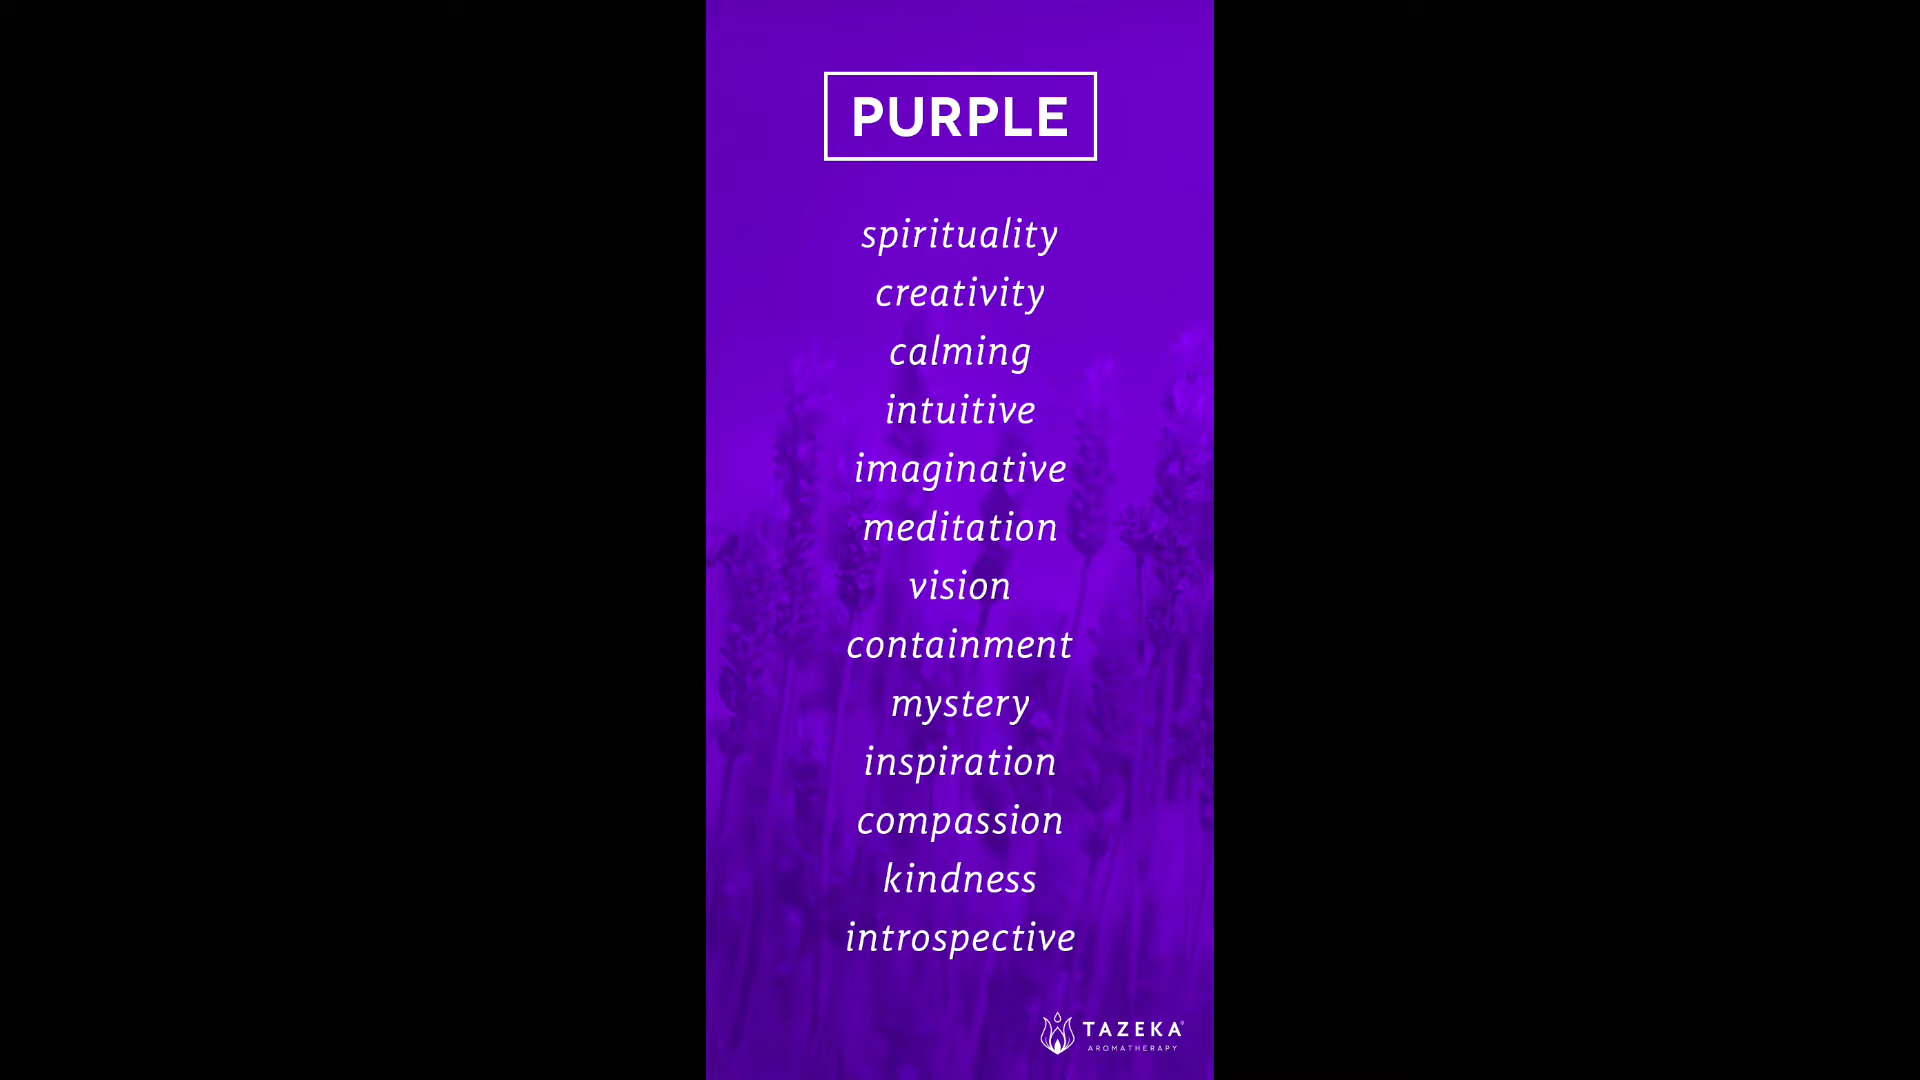 PURPLE
spirituality
creativity
calming
intuitive
imaginative
meditation
vision
containment
mystery
inspiration
compassion
kindness
introspective
TAZEKA®
AROMATHERAPY